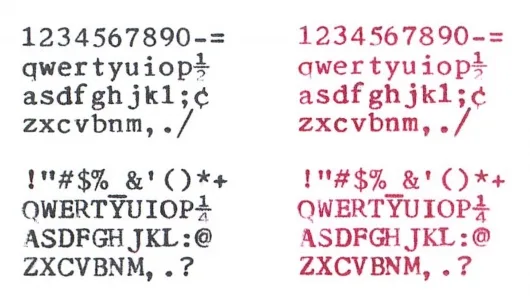 1234567890-=
qwertyuiop½
asdfghjkl;¢
zxcvbnm,./
!"#$%_&'()*+
QWERTYUIOP¼
ASDFGHJKL:@
ZXCVBNM,.?
1234567890-=
qwertyuiop½
asdfghjkl;¢
zxcvbnm,./
!"#$%_&'()*+
QWERTYUIOP¼
ASDFGHJKL:@
ZXCVBNM,.?